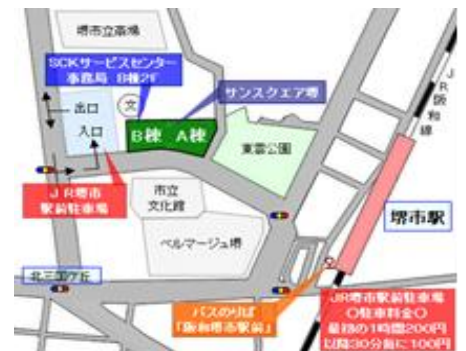 堺市立斎場
SCKサービスセンター
事務局 B棟2F
サンスクエア堺
JR阪和線
出口
文
入口
B棟 A棟
東雲公園
JR堺市
駅前駐車場
市立
文化館
堺市駅
ベルマージュ堺
北三国ヶ丘
バスのりば
「阪和堺市駅前」
JR堺市駅前駐車場
○駐車料金○
最初の1時間200円
以降30分毎に100円